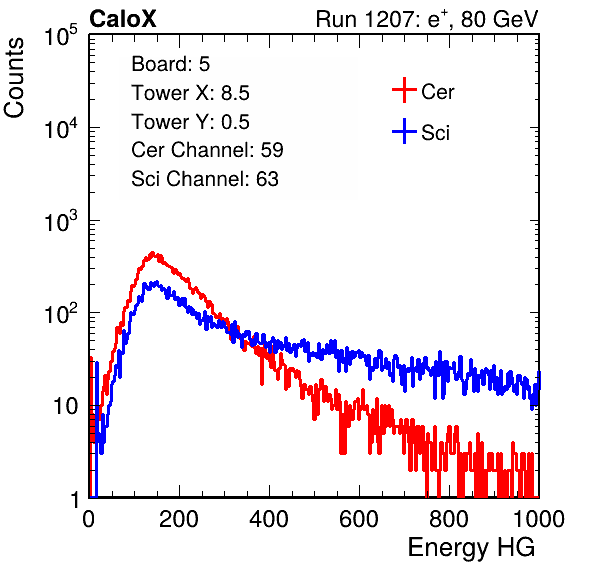 CaloX Run 1207: e⁺, 80 GeV
Counts
Board: 5
Tower X: 8.5
Tower Y: 0.5
Cer Channel: 59
Sci Channel: 63
Cer
Sci
10⁵
10⁴
10³
10²
10
1
0 200 400 600 800 1000
Energy HG